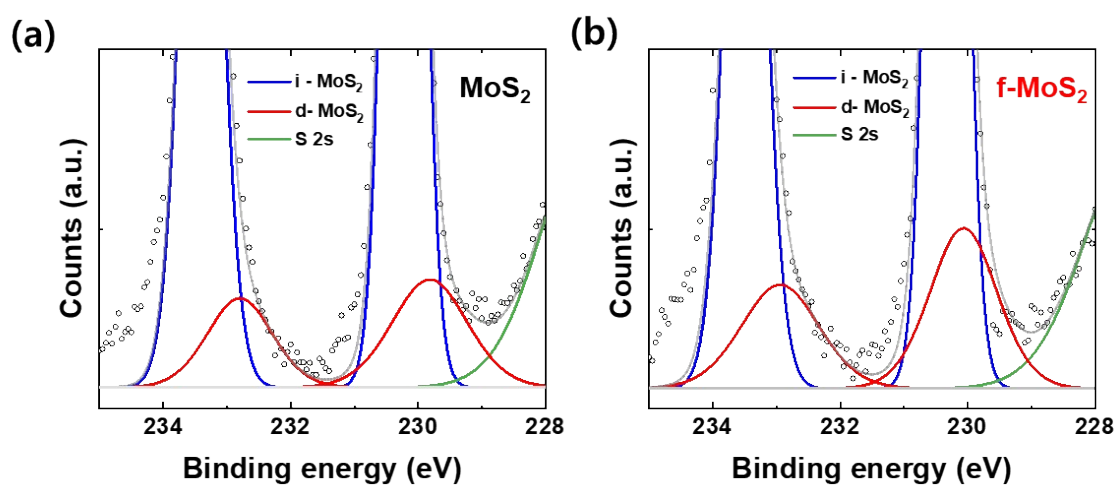 (a)
i - MoS₂
d- MoS₂
S 2s
MoS₂
Counts (a.u.)
234 232 230 228
Binding energy (eV)
(b)
i - MoS₂
d- MoS₂
S 2s
f-MoS₂
Counts (a.u.)
234 232 230 228
Binding energy (eV)